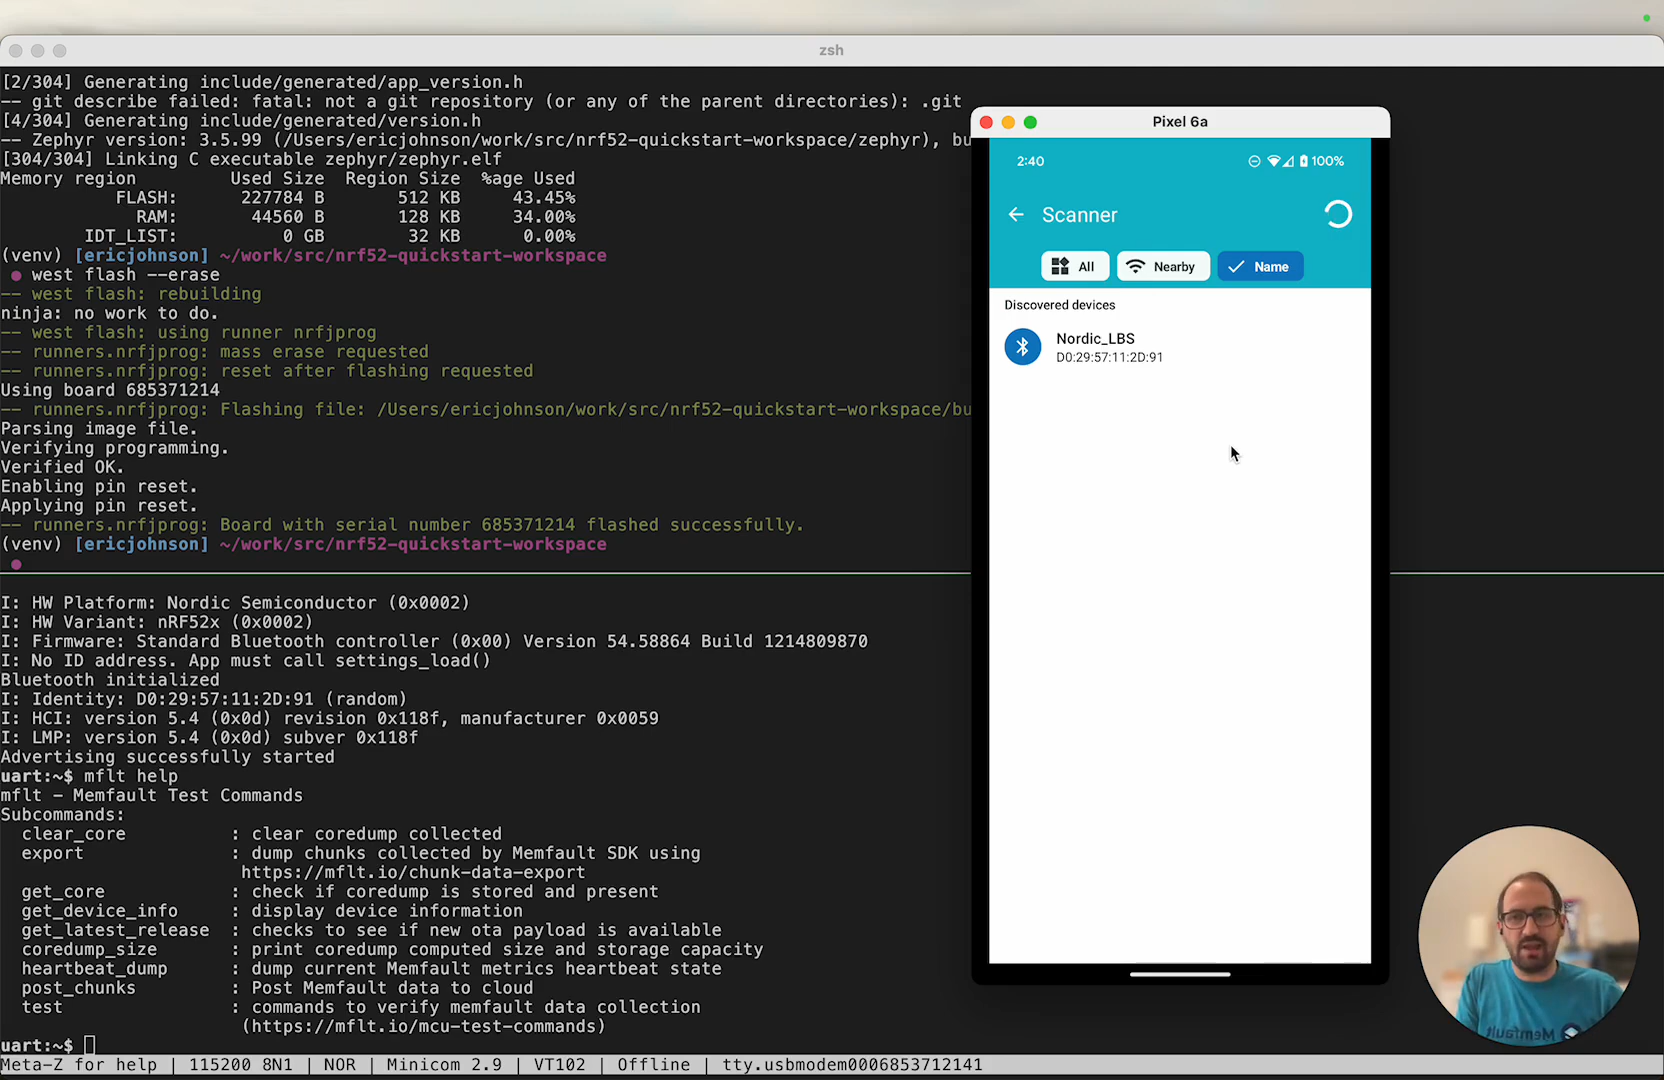 zsh
[2/304] Generating include/generated/app_version.h
-- git describe failed: fatal: not a git repository (or any of the parent directories): .git
[4/304] Generating include/generated/version.h
-- Zephyr version: 3.5.99 (/Users/ericjohnson/work/src/nrf52-quickstart-workspace/zephyr), bu
[304/304] Linking C executable zephyr/zephyr.elf
Memory region Used Size Region Size %age Used
FLASH: 227784 B 512 KB 43.45%
RAM: 44560 B 128 KB 34.00%
IDT_LIST: 0 GB 32 KB 0.00%
(venv) [ericjohnson] ~/work/src/nrf52-quickstart-workspace
west flash --erase
-- west flash: rebuilding
ninja: no work to do.
-- west flash: using runner nrfjprog
-- runners.nrfjprog: mass erase requested
-- runners.nrfjprog: reset after flashing requested
Using board 685371214
-- runners.nrfjprog: Flashing file: /Users/ericjohnson/work/src/nrf52-quickstart-workspace/bu
Parsing image file.
Verifying programming.
Verified OK.
Enabling pin reset.
Applying pin reset.
-- runners.nrfjprog: Board with serial number 685371214 flashed successfully.
(venv) [ericjohnson] ~/work/src/nrf52-quickstart-workspace
I: HW Platform: Nordic Semiconductor (0x0002)
I: HW Variant: nRF52x (0x0002)
I: Firmware: Standard Bluetooth controller (0x00) Version 54.58864 Build 1214809870
I: No ID address. App must call settings_load()
Bluetooth initialized
I: Identity: D0:29:57:11:2D:91 (random)
I: HCI: version 5.4 (0x0d) revision 0x118f, manufacturer 0x0059
I: LMP: version 5.4 (0x0d) subver 0x118f
Advertising successfully started
uart:~$ mflt help
mflt - Memfault Test Commands
Subcommands:
clear_core : clear coredump collected
export : dump chunks collected by Memfault SDK using
https://mflt.io/chunk-data-export
get_core : check if coredump is stored and present
get_device_info : display device information
get_latest_release : checks to see if new ota payload is available
coredump_size : print coredump computed size and storage capacity
heartbeat_dump : dump current Memfault metrics heartbeat state
post_chunks : Post Memfault data to cloud
test : commands to verify memfault data collection
(https://mflt.io/mcu-test-commands)
uart:~$
Meta-Z for help | 115200 8N1 | NOR | Minicom 2.9 | VT102 | Offline | tty.usbmodem0006853712141
Pixel 6a
2:40 100%
Scanner
All Nearby Name
Discovered devices
Nordic_LBS
D0:29:57:11:2D:91
Memfault